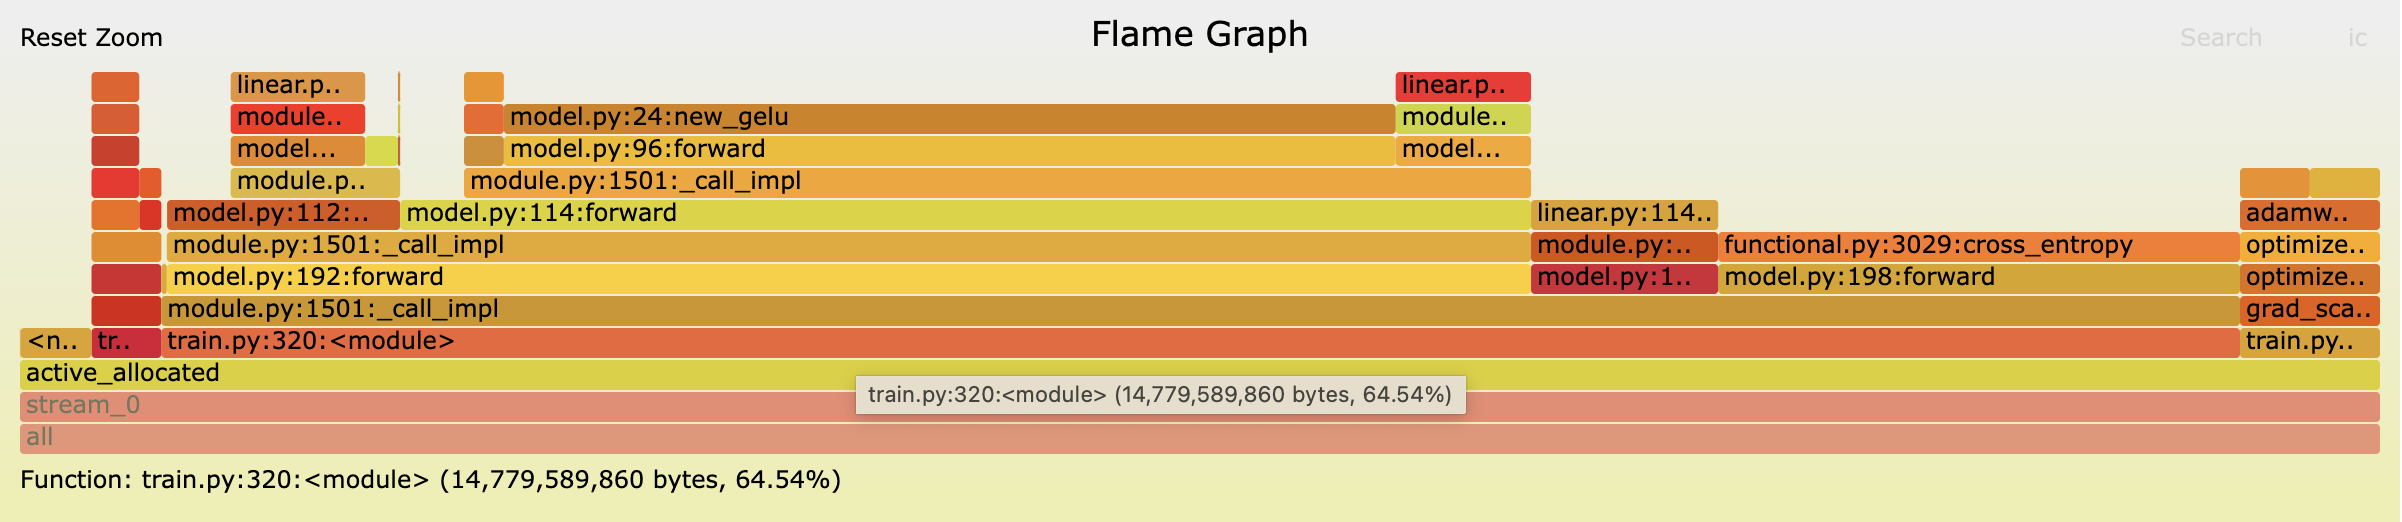 Reset Zoom
Flame Graph
Search
ic
linear.p..
linear.p..
module..
model.py:24:new_gelu
module..
model...
model.py:96:forward
model...
module.p..
module.py:1501:_call_impl
model.py:112:..
model.py:114:forward
linear.py:114..
adamw..
module.py:1501:_call_impl
module.py:..
functional.py:3029:cross_entropy
optimize..
model.py:192:forward
model.py:1..
model.py:198:forward
optimize..
module.py:1501:_call_impl
grad_sca..
<n..
tr..
train.py:320:<module>
train.py..
active_allocated
train.py:320:<module> (14,779,589,860 bytes, 64.54%)
stream_0
all
Function: train.py:320:<module> (14,779,589,860 bytes, 64.54%)